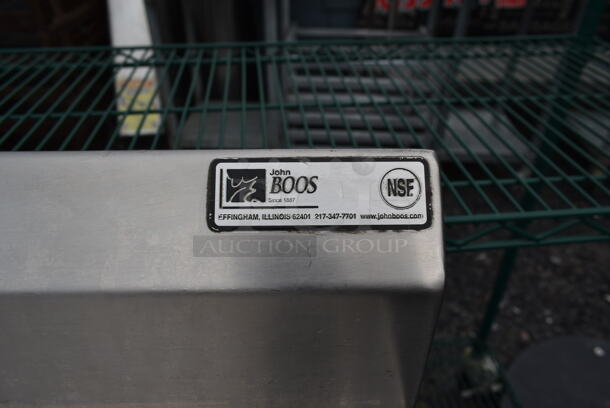 John
BOOS
Since 1887
NSF
EFFINGHAM, ILLINOIS 62401 217-347-7701 www.johnboos.com
AUCTION GROUP